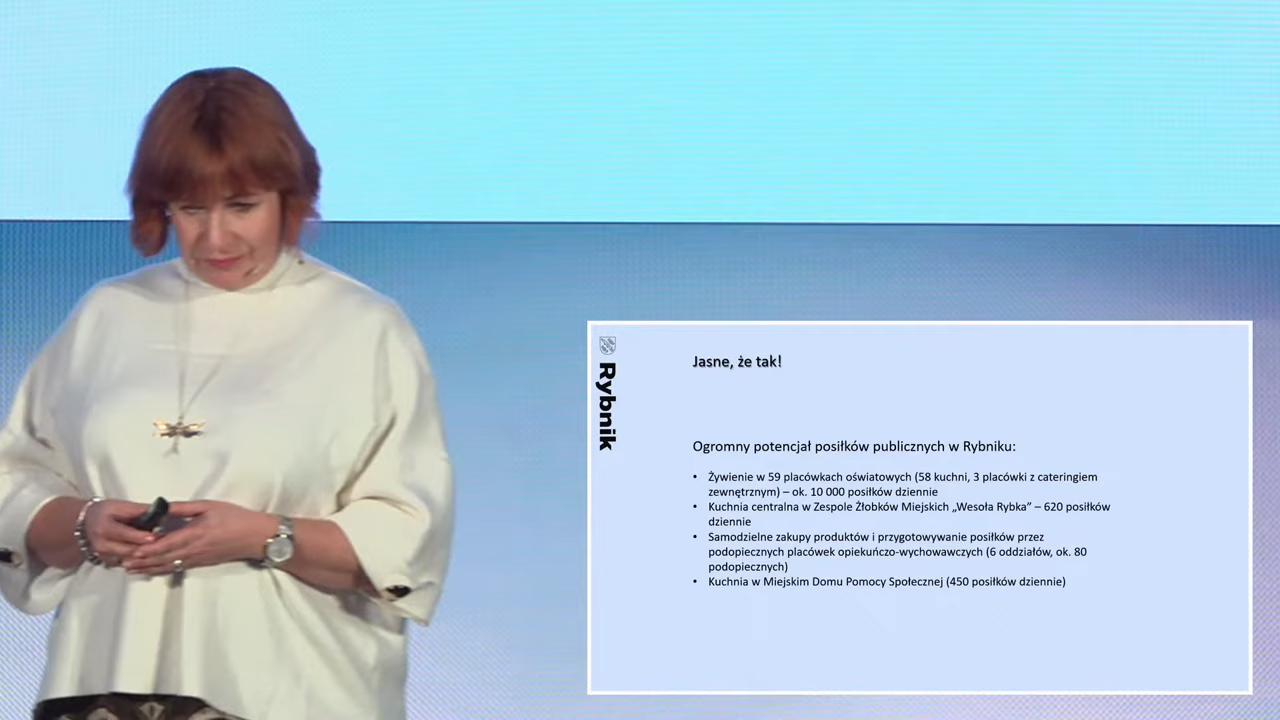 Rybnik
Jasne, że tak!
Ogromny potencjał posiłków publicznych w Rybniku:
• Żywienie w 59 placówkach oświatowych (58 kuchni, 3 placówki z cateringiem
zewnętrznym) – ok. 10 000 posiłków dziennie
• Kuchnia centralna w Zespole Żłobków Miejskich „Wesoła Rybka” – 620 posiłków
dziennie
• Samodzielne zakupy produktów i przygotowywanie posiłków przez
podopiecznych placówek opiekuńczo-wychowawczych (6 oddziałów, ok. 80
podopiecznych)
• Kuchnia w Miejskim Domu Pomocy Społecznej (450 posiłków dziennie)